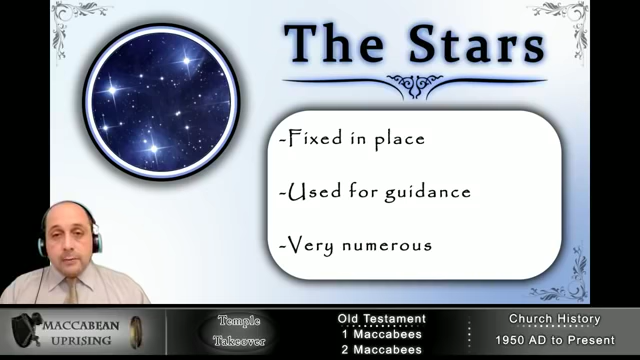 The Stars
-Fixed in place
-Used for guidance
-Very numerous
MACCABEAN
UPRISING
Temple
Takeover
Old Testament
1 Maccabees
2 Maccabees
Church History
1950 AD to Present